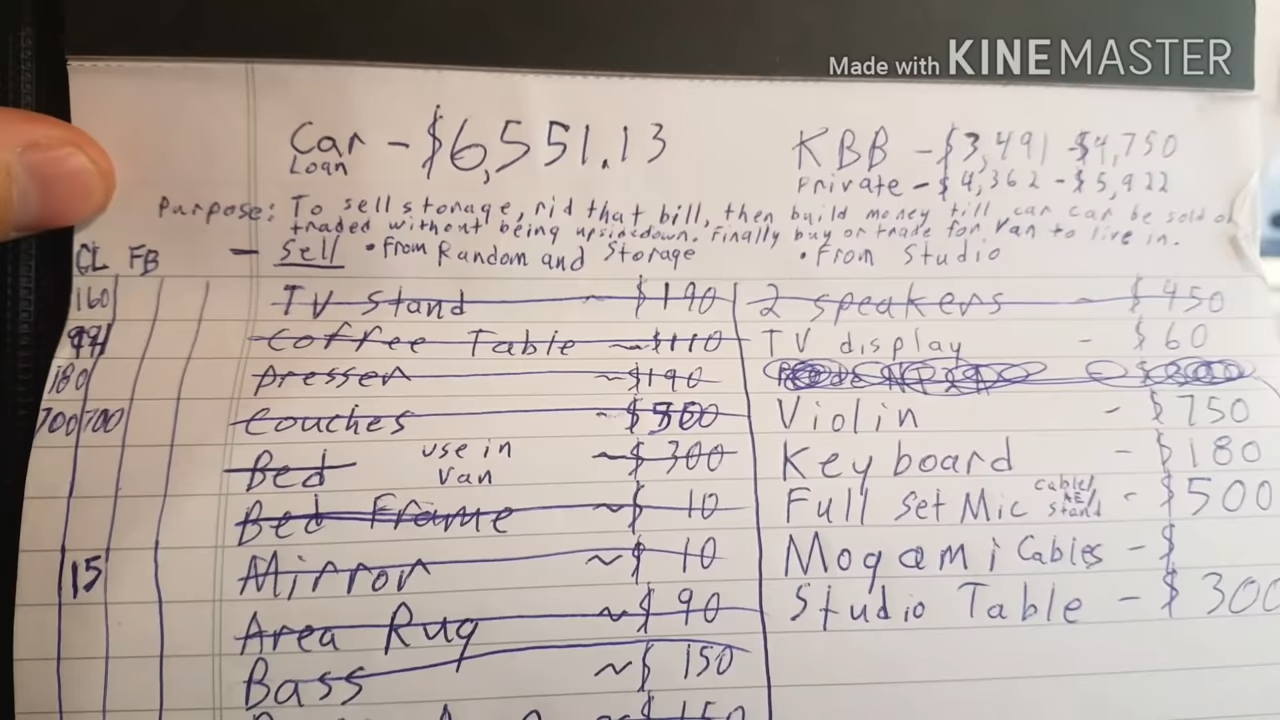 Made with KINEMASTER
Car - $6,551.13
Loan
KBB - $3,491 - $4,750
Private - $4,362 - $5,922
Purpose: To sell storage, rid that bill, then build money till car can be sold or
traded without being upsidedown. Finally buy or trade for van to live in.
CL FB
- Sell • From Random and Storage
• From Studio
160 TV Stand ~ $190
2 speakers ~ $450
Coffee Table ~ $110
TV display - $60
180 Dresser ~ $190
700 700 Couches - $
Violin - $750
Bed use in
Van ~ $300
Keyboard - $180
Bed Frame ~ $ 10
Full Set Mic cables/
stand - $500
15 Mirror ~ $ 10
Mogami Cables - $
Area Rug ~ $ 90
Studio Table - $ 300
Bass ~ $ 150